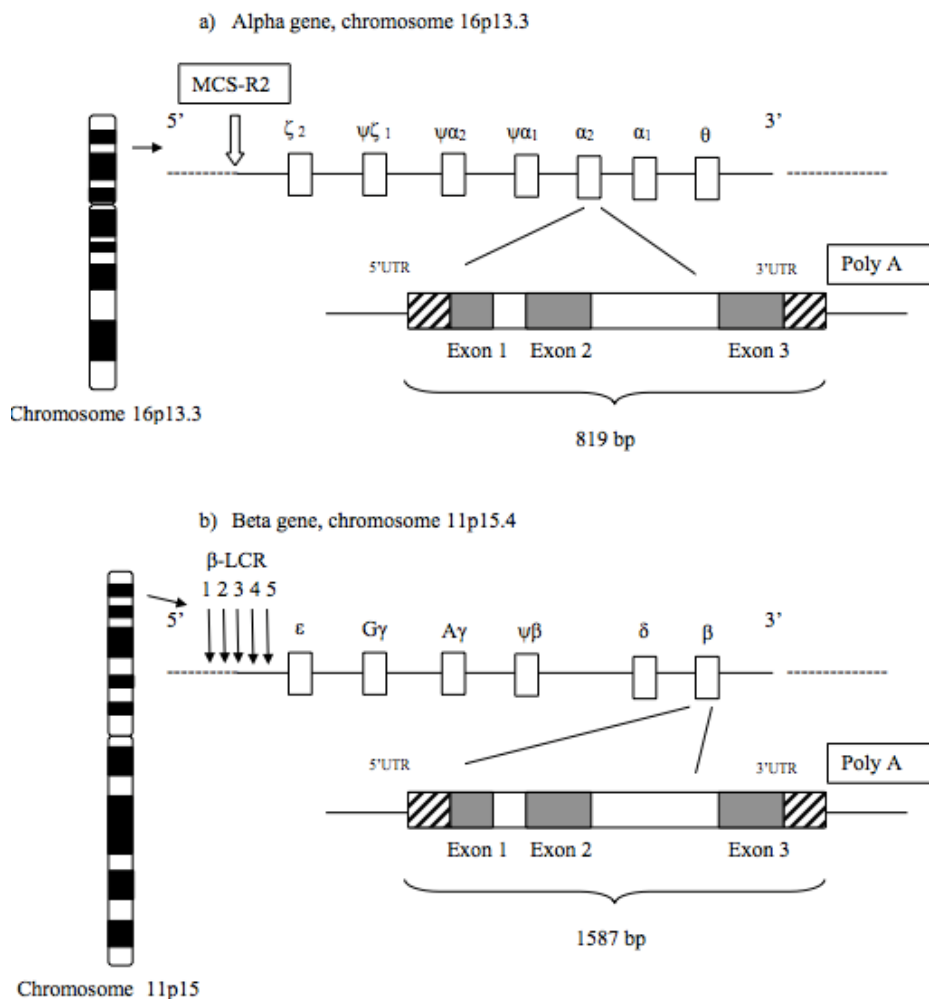 a) Alpha gene, chromosome 16p13.3
MCS-R2
5’ 3’
ζ 2 ψζ 1 ψα2 ψα1 α2 α1 θ
5’UTR 3’UTR Poly A
Exon 1 Exon 2 Exon 3
Chromosome 16p13.3
819 bp
b) Beta gene, chromosome 11p15.4
β-LCR
1 2 3 4 5
5’ 3’
ε Gγ Aγ ψβ δ β
5’UTR 3’UTR Poly A
Exon 1 Exon 2 Exon 3
1587 bp
Chromosome 11p15